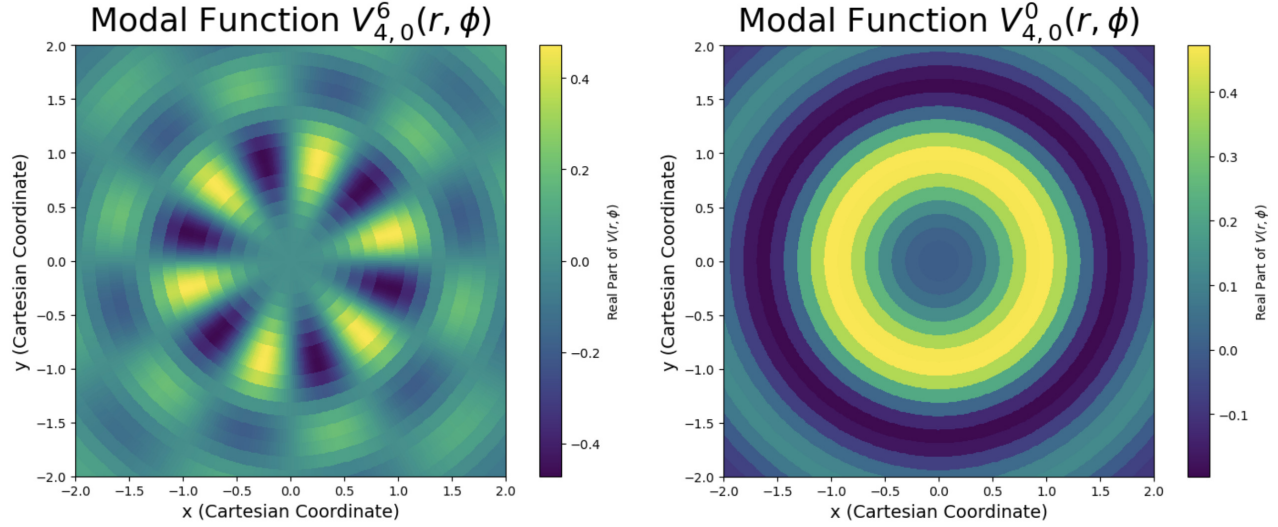 Modal Function $V_{4,0}^{6}(r, \phi)$
2.0
1.5
1.0
0.5
0.0
−0.5
−1.0
−1.5
−2.0
−2.0 −1.5 −1.0 −0.5 0.0 0.5 1.0 1.5 2.0
x (Cartesian Coordinate)
y (Cartesian Coordinate)
0.4
0.2
0.0
−0.2
−0.4
Real Part of V(r, ϕ)
Modal Function $V_{4,0}^{0}(r, \phi)$
2.0
1.5
1.0
0.5
0.0
−0.5
−1.0
−1.5
−2.0
−2.0 −1.5 −1.0 −0.5 0.0 0.5 1.0 1.5 2.0
x (Cartesian Coordinate)
y (Cartesian Coordinate)
0.4
0.3
0.2
0.1
0.0
−0.1
Real Part of V(r, ϕ)